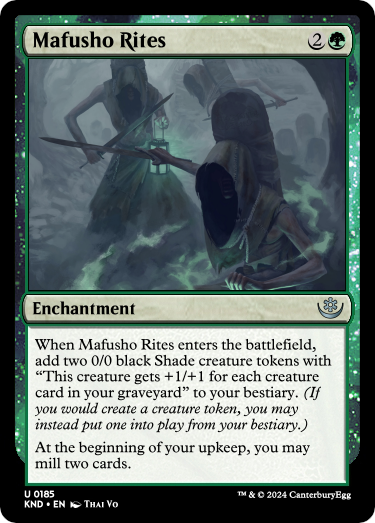 Mafusho Rites 2
Enchantment
When Mafusho Rites enters the battlefield,
add two 0/0 black Shade creature tokens with
“This creature gets +1/+1 for each creature
card in your graveyard” to your bestiary. (If
you would create a creature token, you may
instead put one into play from your bestiary.)
At the beginning of your upkeep, you may
mill two cards.
U 0185
KND • EN Thai Vo
™ & © 2024 CanterburyEgg